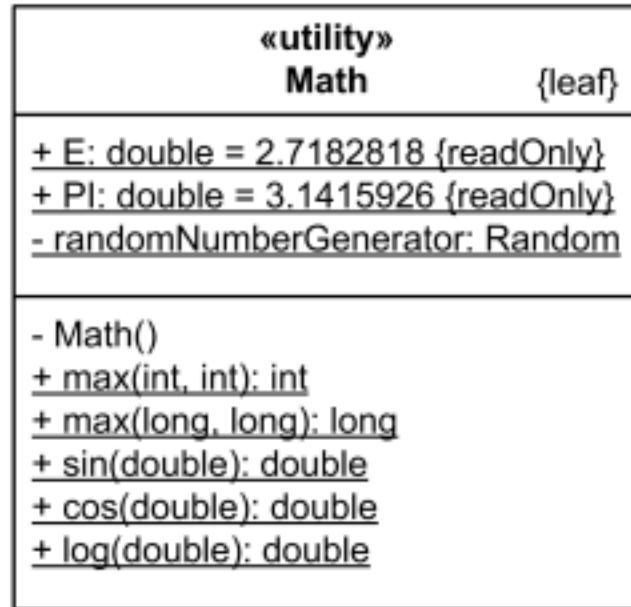 «utility»
Math {leaf}
+ E: double = 2.7182818 {readOnly}
+ PI: double = 3.1415926 {readOnly}
- randomNumberGenerator: Random
- Math()
+ max(int, int): int
+ max(long, long): long
+ sin(double): double
+ cos(double): double
+ log(double): double